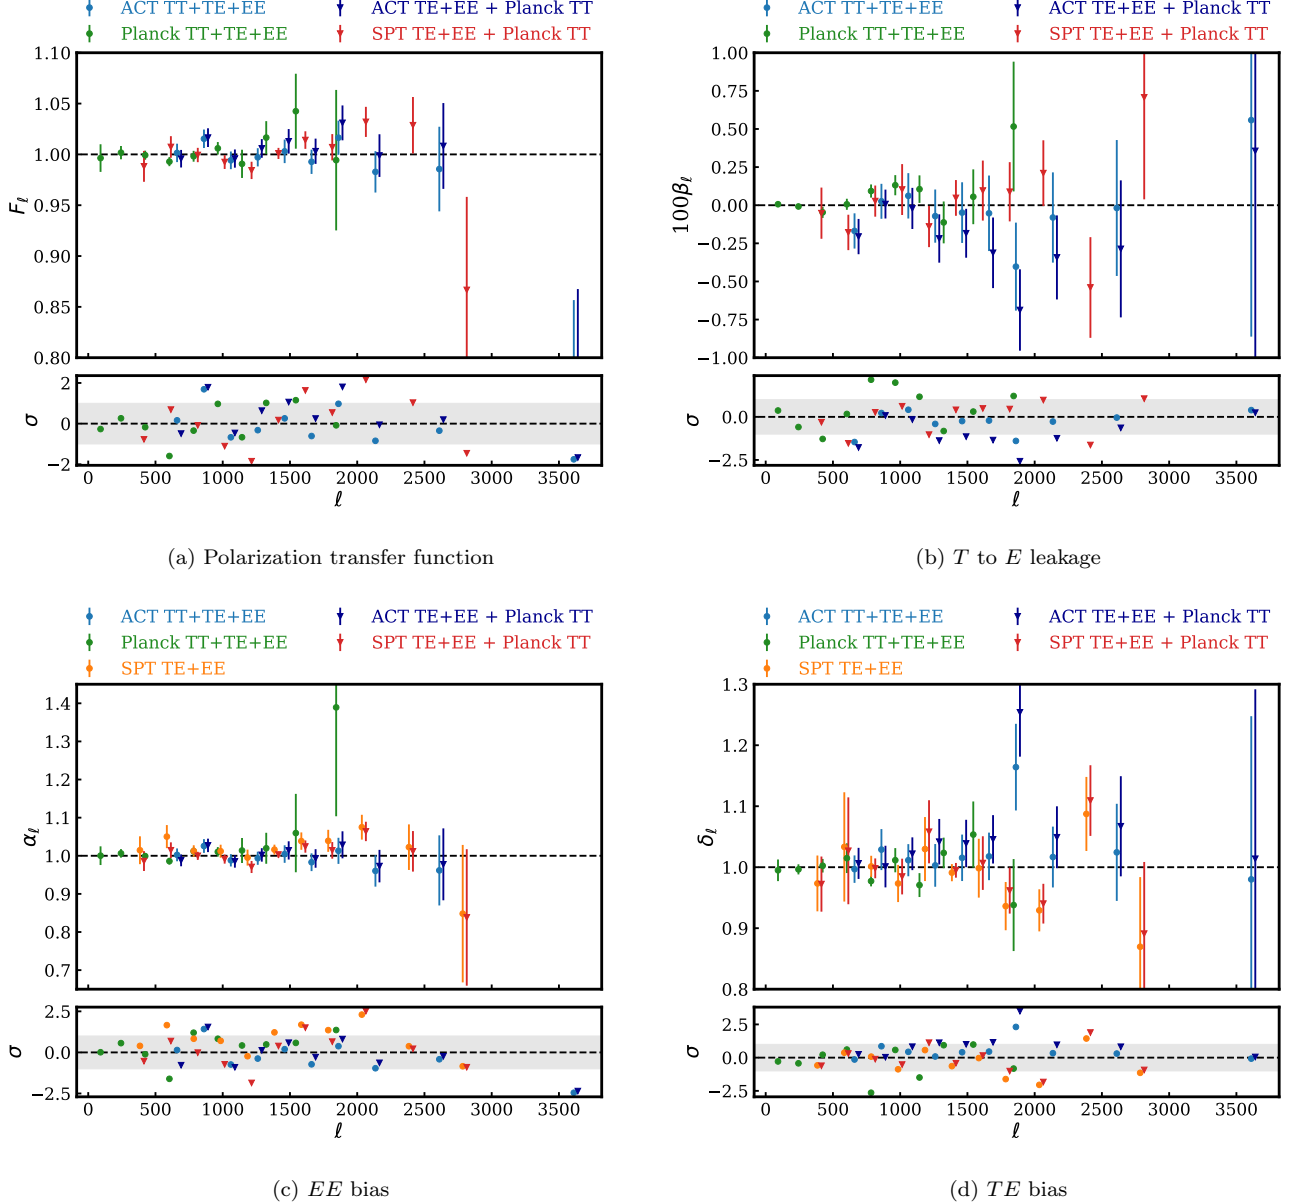 ACT TT+TE+EE
ACT TE+EE + Planck TT
Planck TT+TE+EE
SPT TE+EE + Planck TT
1.10
1.05
1.00
0.95
0.90
0.85
0.80
F_ℓ
2
0
−2
σ
0 500 1000 1500 2000 2500 3000 3500
ℓ
(a) Polarization transfer function
ACT TT+TE+EE
ACT TE+EE + Planck TT
Planck TT+TE+EE
SPT TE+EE + Planck TT
1.00
0.75
0.50
0.25
0.00
−0.25
−0.50
−0.75
−1.00
100β_ℓ
0.0
−2.5
σ
0 500 1000 1500 2000 2500 3000 3500
ℓ
(b) T to E leakage
ACT TT+TE+EE
ACT TE+EE + Planck TT
Planck TT+TE+EE
SPT TE+EE + Planck TT
SPT TE+EE
1.4
1.3
1.2
1.1
1.0
0.9
0.8
0.7
α_ℓ
2.5
0.0
−2.5
σ
0 500 1000 1500 2000 2500 3000 3500
ℓ
(c) EE bias
ACT TT+TE+EE
ACT TE+EE + Planck TT
Planck TT+TE+EE
SPT TE+EE + Planck TT
SPT TE+EE
1.3
1.2
1.1
1.0
0.9
0.8
δ_ℓ
2.5
0.0
−2.5
σ
0 500 1000 1500 2000 2500 3000 3500
ℓ
(d) TE bias